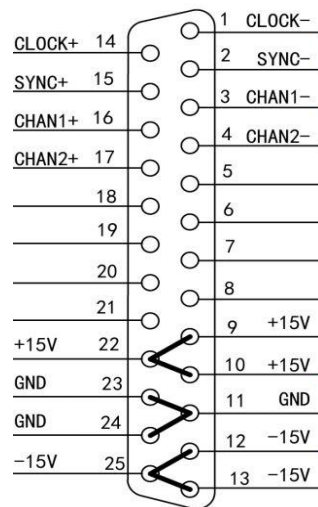 1 CLOCK-
CLOCK+ 14
2 SYNC-
SYNC+ 15
3 CHAN1-
CHAN1+ 16
4 CHAN2-
CHAN2+ 17
5
18
6
19
7
20
8
21
9 +15V
+15V 22
10 +15V
GND 23
11 GND
GND 24
12 -15V
-15V 25
13 -15V